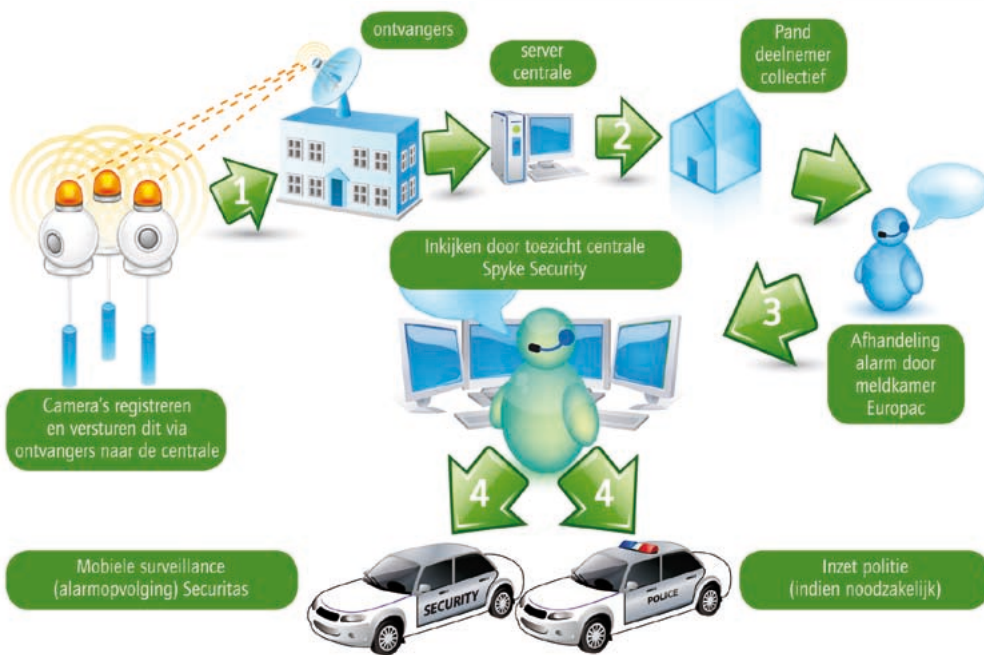 ontvangers
server
centrale
Pand
deelnemer
collectief
1
2
Inkijken door toezicht centrale
Spyke Security
3
Afhandeling
alarm door
meldkamer
Europac
Camera's registreren
en versturen dit via
ontvangers naar de centrale
4
4
Mobiele surveillance
(alarmopvolging) Securitas
SECURITY
POLICE
Inzet politie
(indien noodzakelijk)